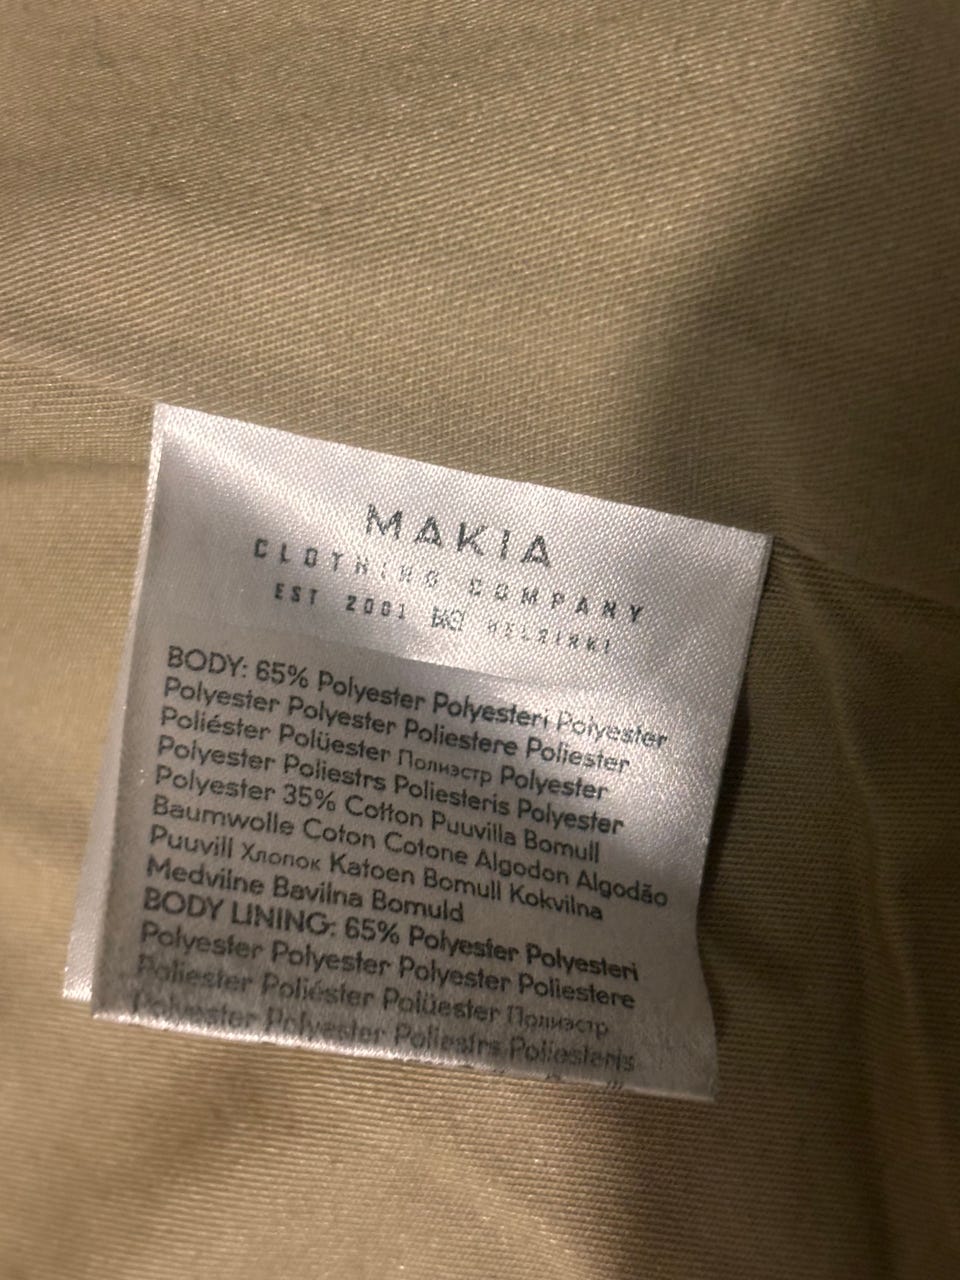 MAKIA
CLOTHING COMPANY
EST 2001 HELSINKI
BODY: 65% Polyester Polyesteri Polyester
Polyester Polyester Poliestere Poliester
Poliéster Polüester Полиэстр Polyester
Polyester Poliestrs Poliesteris Polyester
Polyester 35% Cotton Puuvilla Bomull
Baumwolle Coton Cotone Algodon Algodão
Puuvill Хлопок Katoen Bomull Kokvilna
Medvilne Bavilna Bomuld
BODY LINING: 65% Polyester Polyesteri
Polyester Polyester Polyester Poliestere
Poliester Poliéster Polüester Полиэстр
Polyester Polyester Poliestrs Poliesteris